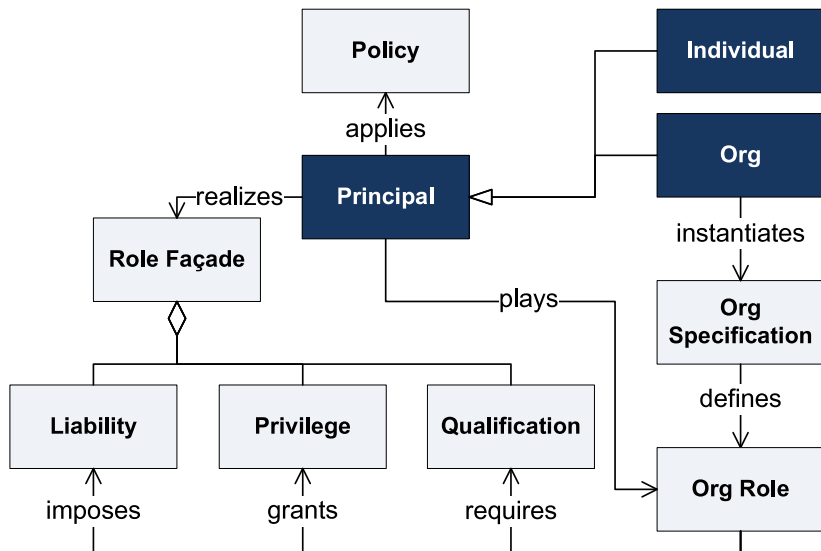 Policy
Individual
applies
Org
realizes
Principal
instantiates
Role Façade
plays
Org
Specification
defines
Liability
Privilege
Qualification
Org Role
imposes
grants
requires